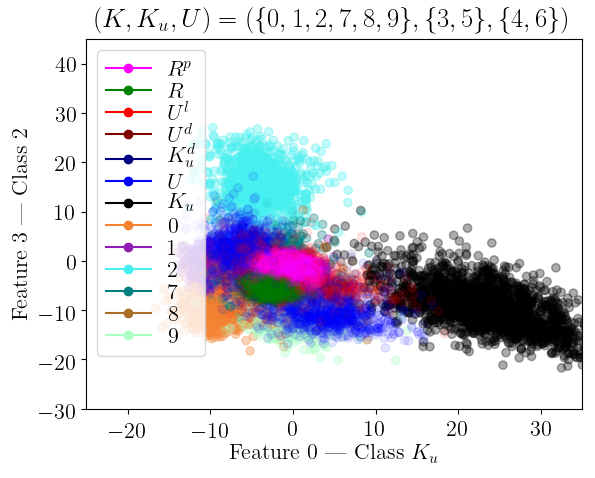 (K, K_u, U) = ({0, 1, 2, 7, 8, 9}, {3, 5}, {4, 6})
R^p
R
U^l
U^d
K_u^d
U
K_u
0
1
2
7
8
9
40
30
20
10
0
−10
−20
−30
Feature 3 — Class 2
−20 −10 0 10 20 30
Feature 0 — Class K_u